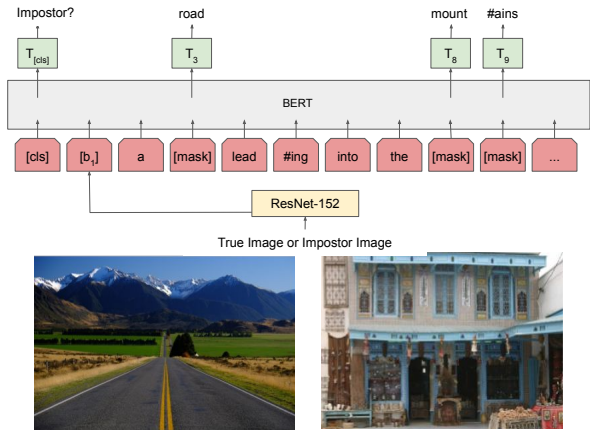 Impostor? road mount #ains
T[cls] T3 T8 T9
BERT
[cls] [b1] a [mask] lead #ing into the [mask] [mask] ...
ResNet-152
True Image or Impostor Image